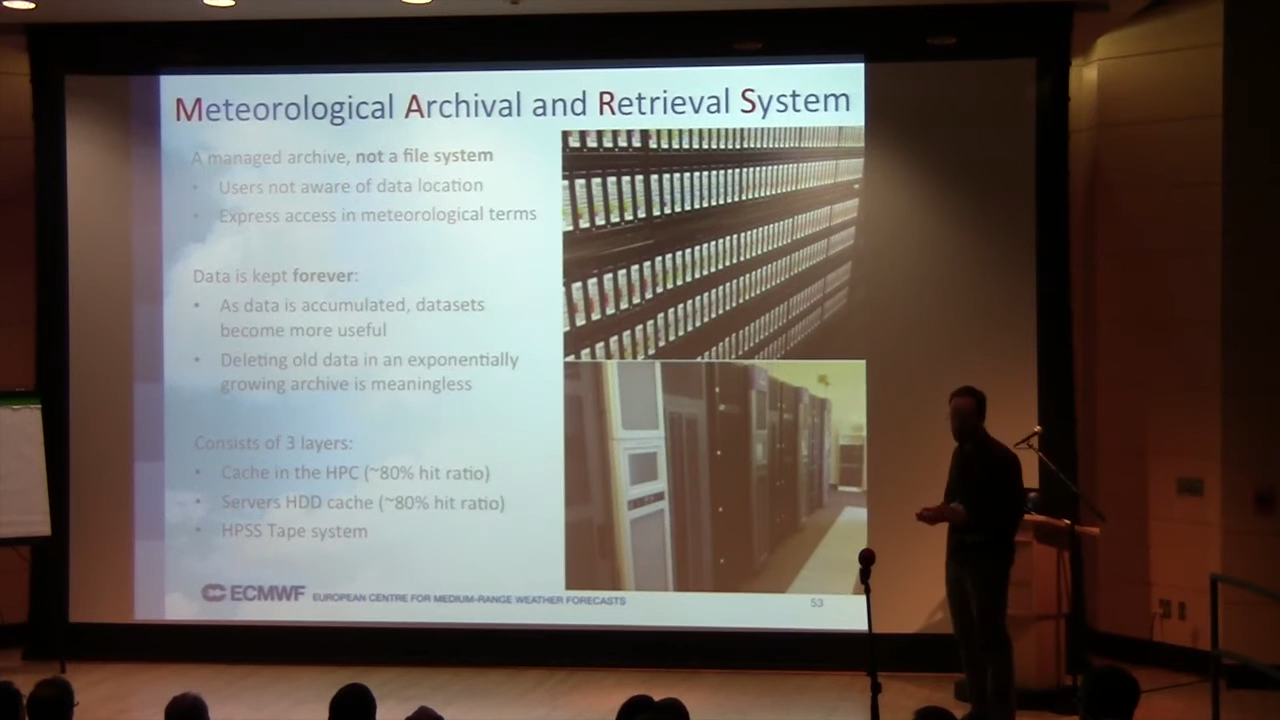 Meteorological Archival and Retrieval System
A managed archive, not a file system
• Users not aware of data location
• Express access in meteorological terms
Data is kept forever:
• As data is accumulated, datasets
become more useful
• Deleting old data in an exponentially
growing archive is meaningless
Consists of 3 layers:
• Cache in the HPC (~80% hit ratio)
• Servers HDD cache (~80% hit ratio)
• HPSS Tape system
ECMWF EUROPEAN CENTRE FOR MEDIUM-RANGE WEATHER FORECASTS
53